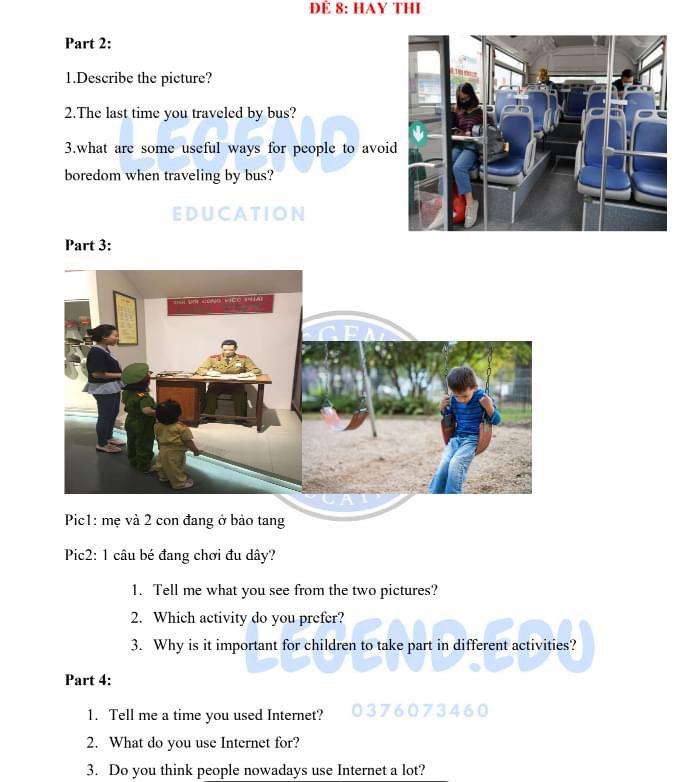 ĐỀ 8: HAY THI
Part 2:
1.Describe the picture?
2.The last time you traveled by bus?
3.what are some useful ways for people to avoid
boredom when traveling by bus?
LEGEND
EDUCATION
Part 3:
Pic1: mẹ và 2 con đang ở bảo tang
Pic2: 1 câu bé đang chơi đu dây?
1. Tell me what you see from the two pictures?
2. Which activity do you prefer?
3. Why is it important for children to take part in different activities?
LEGEND.EDU
Part 4:
0376073460
1. Tell me a time you used Internet?
2. What do you use Internet for?
3. Do you think people nowadays use Internet a lot?